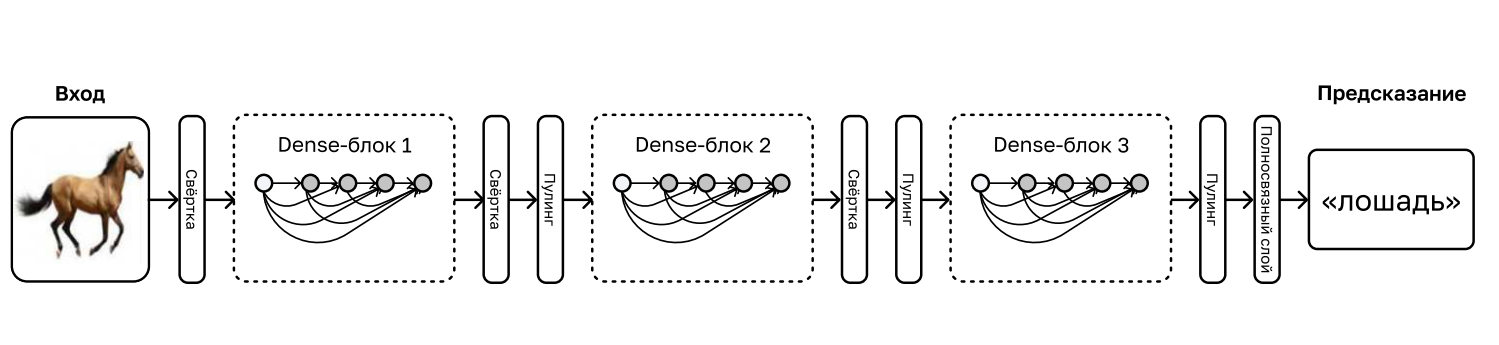 Вход
Свёртка
Dense-блок 1
Свёртка
Пулинг
Dense-блок 2
Свёртка
Пулинг
Dense-блок 3
Пулинг
Полносвязный слой
Предсказание
«лошадь»